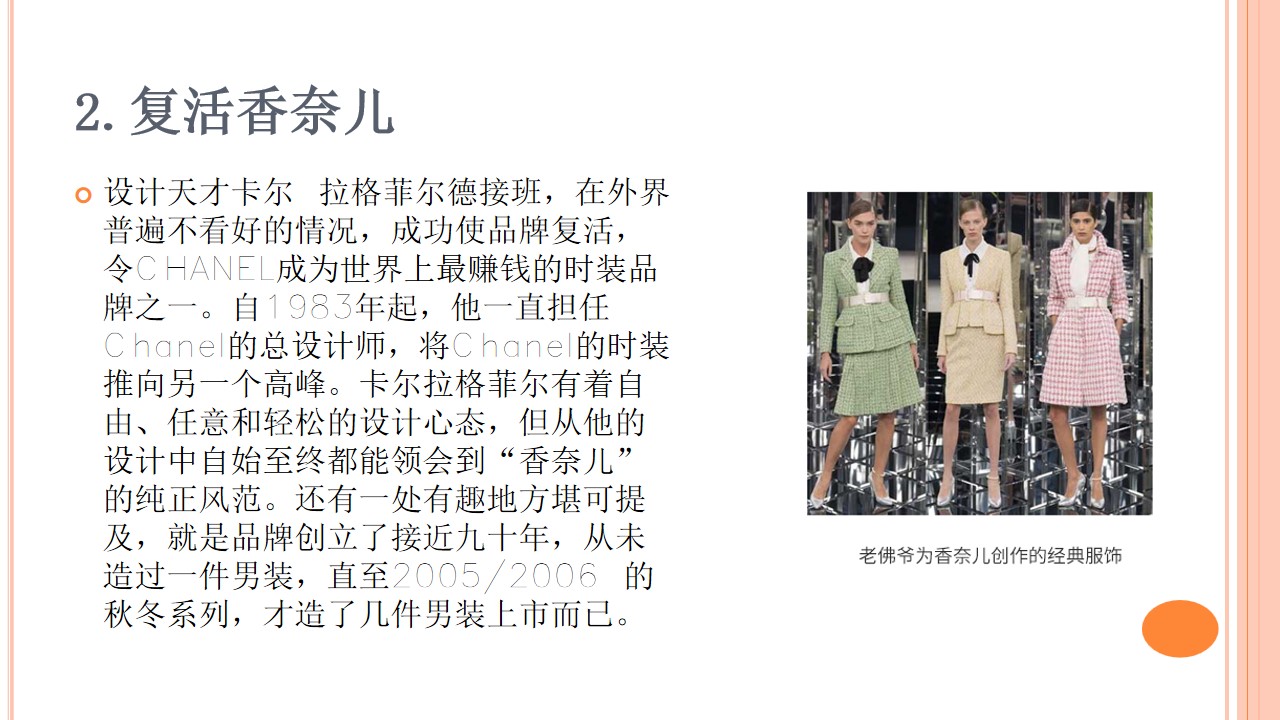 2. 复活香奈儿
设计天才卡尔 拉格菲尔德接班，在外界
普遍不看好的情况，成功使品牌复活，
令CHANEL成为世界上最赚钱的时装品
牌之一。自1983年起，他一直担任
Chanel的总设计师，将Chanel的时装
推向另一个高峰。卡尔拉格菲尔有着自
由、任意和轻松的设计心态，但从他的
设计中自始至终都能领会到“香奈儿”
的纯正风范。还有一处有趣地方堪可提
及，就是品牌创立了接近九十年，从未
造过一件男装，直至2005/2006 的
秋冬系列，才造了几件男装上市而已。
老佛爷为香奈儿创作的经典服饰